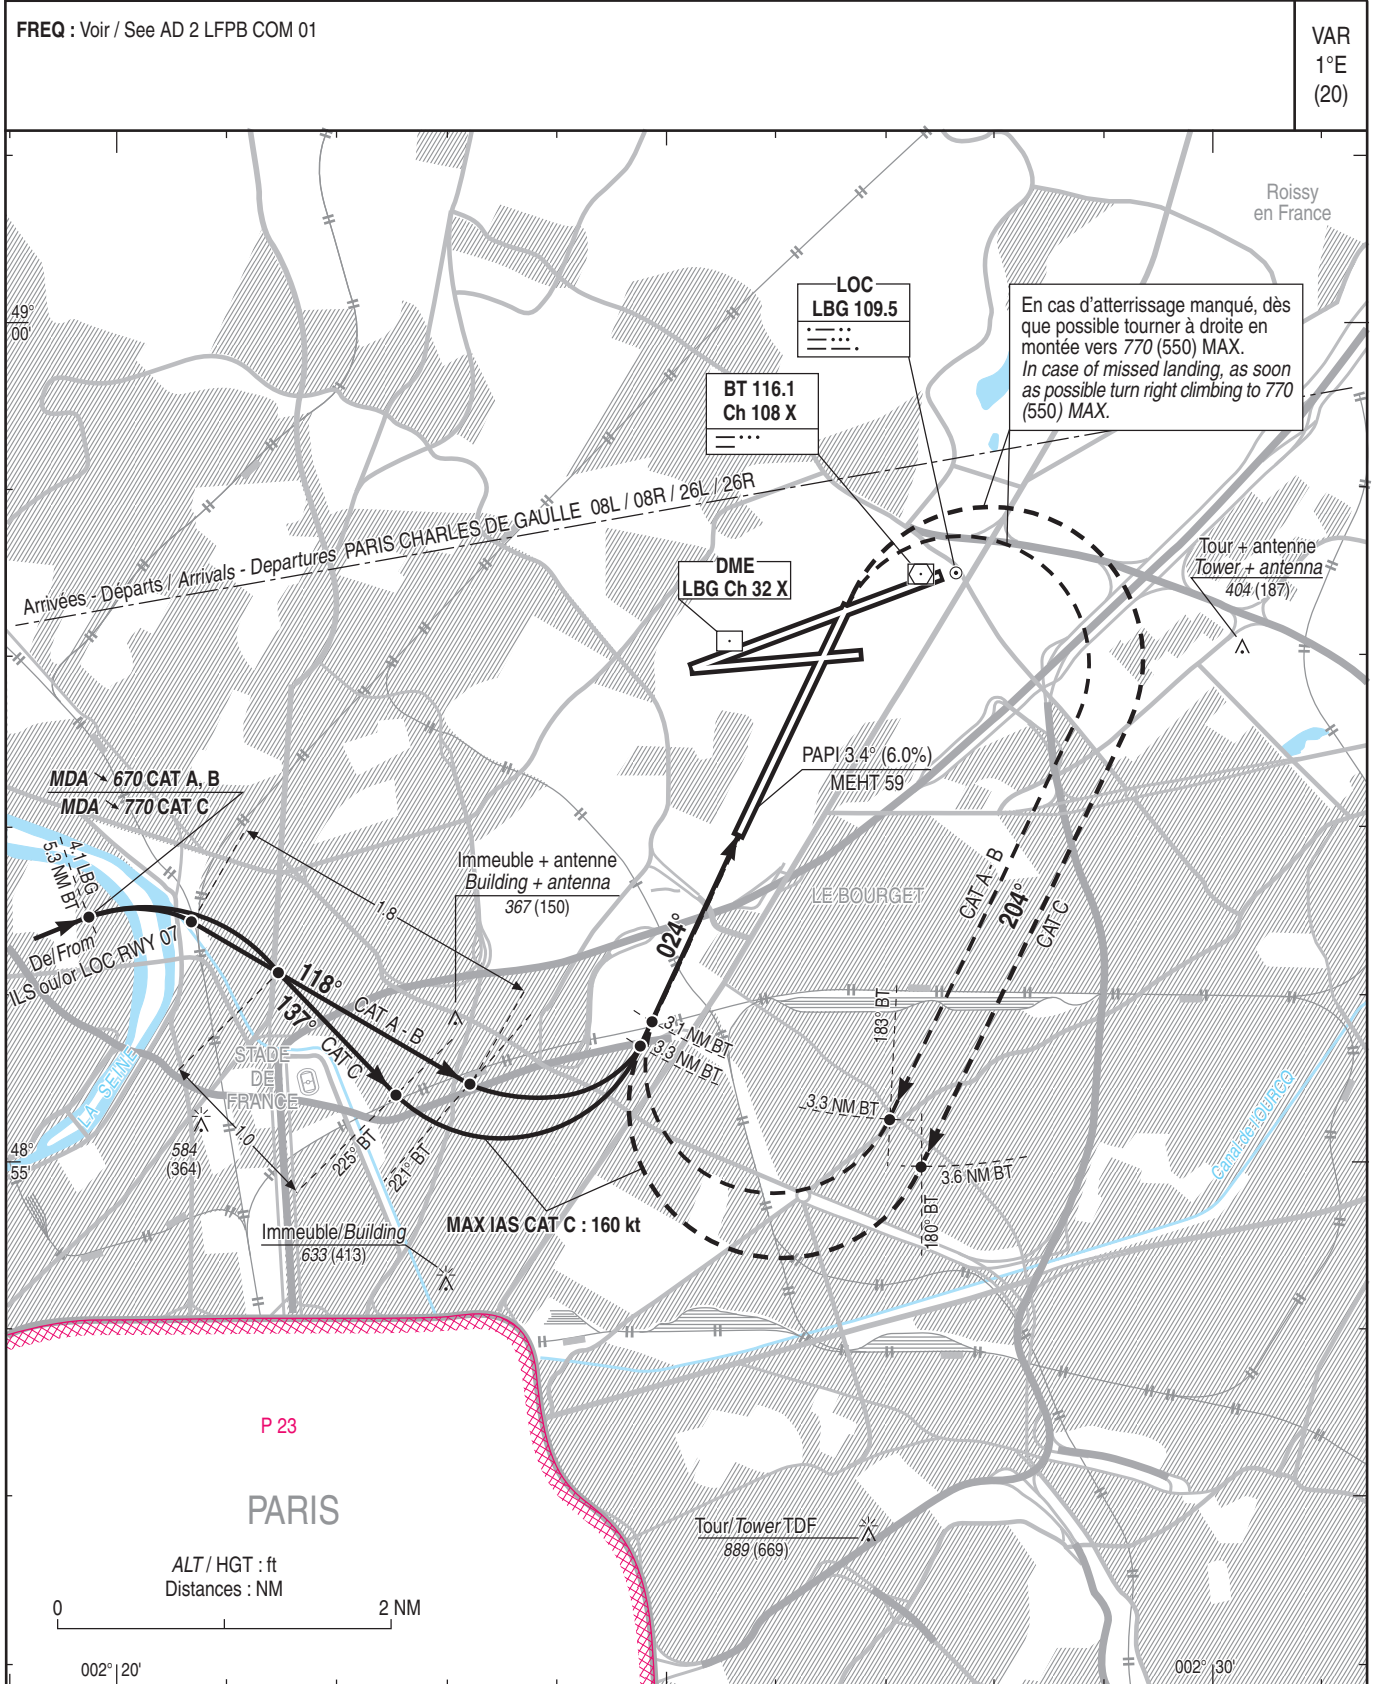 FREQ : Voir / See AD 2 LFPB COM 01
VAR
1°E
(20)
Roissy
en France
49°
00'
LOC
LBG 109.5
BT 116.1
Ch 108 X
En cas d'atterrissage manqué, dès
que possible tourner à droite en
montée vers 770 (550) MAX.
In case of missed landing, as soon
as possible turn right climbing to 770
(550) MAX.
Arrivées - Départs / Arrivals - Departures PARIS CHARLES DE GAULLE 08L / 08R / 26L / 26R
DME
LBG Ch 32 X
Tour + antenne
Tower + antenna
404 (187)
PAPI 3.4° (6.0%)
MEHT 59
MDA ↘ 670 CAT A, B
MDA ↘ 770 CAT C
4.1 LBG
5.3 NM BT
1.8
Immeuble + antenne
Building + antenna
367 (150)
LE BOURGET
CAT A - B
204°
CAT C
024°
De/From
ILS ou/or LOC RWY 07
118°
CAT A - B
137°
CAT C
3.1 NM BT
3.3 NM BT
183° BT
STADE
DE
FRANCE
LA SEINE
3.3 NM BT
3.6 NM BT
180° BT
Canal de l'OURCQ
584
(364)
1.0
225° BT
221° BT
48°
55'
Immeuble/Building
633 (413)
MAX IAS CAT C : 160 kt
P 23
PARIS
Tour/Tower TDF
889 (669)
ALT / HGT : ft
Distances : NM
0
2 NM
002° 20'
002° 30'